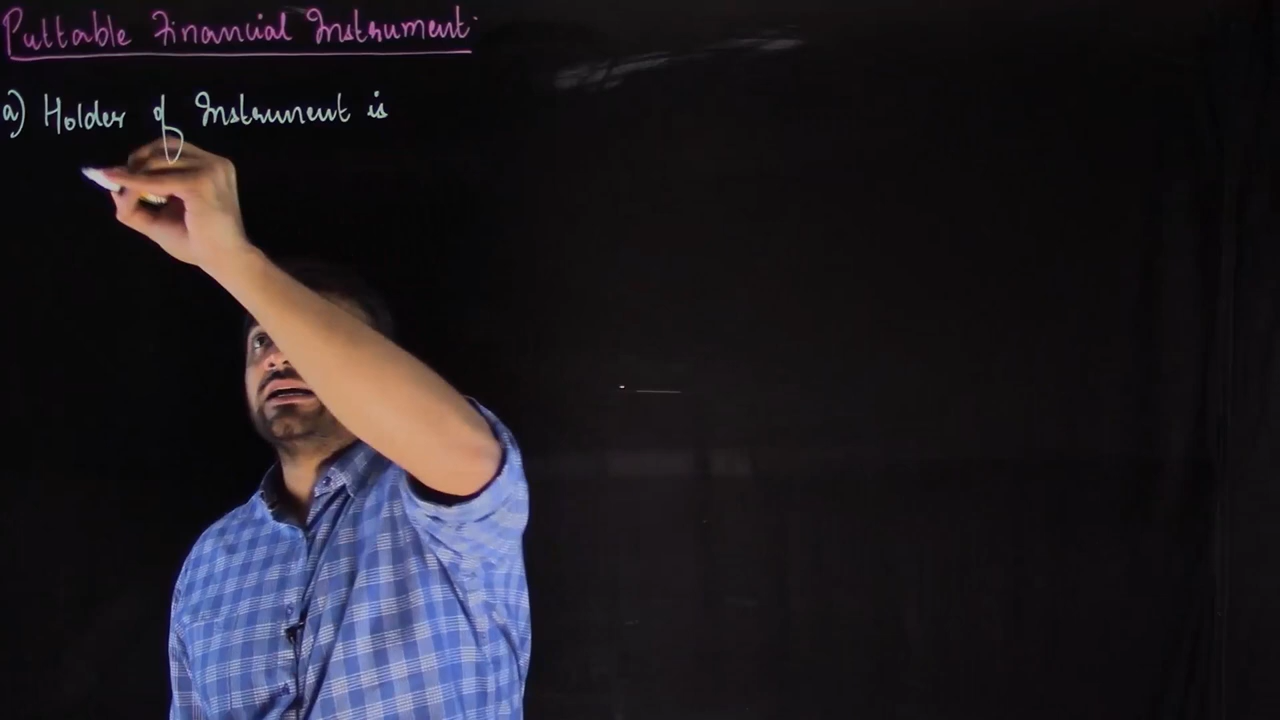 Puttable Financial Instrument.
a) Holder of Instrument is